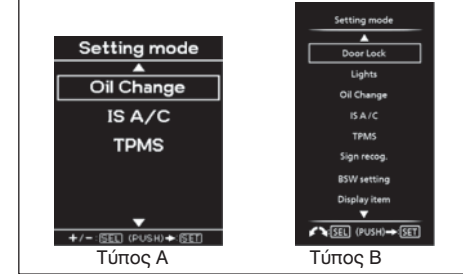 Setting mode
Oil Change
IS A/C
TPMS
+/-:SEL (PUSH)➔SET
Τύπος Α
Setting mode
Door Lock
Lights
Oil Change
IS A/C
TPMS
Sign recog.
BSW setting
Display item
SEL (PUSH)➔SET
Τύπος Β